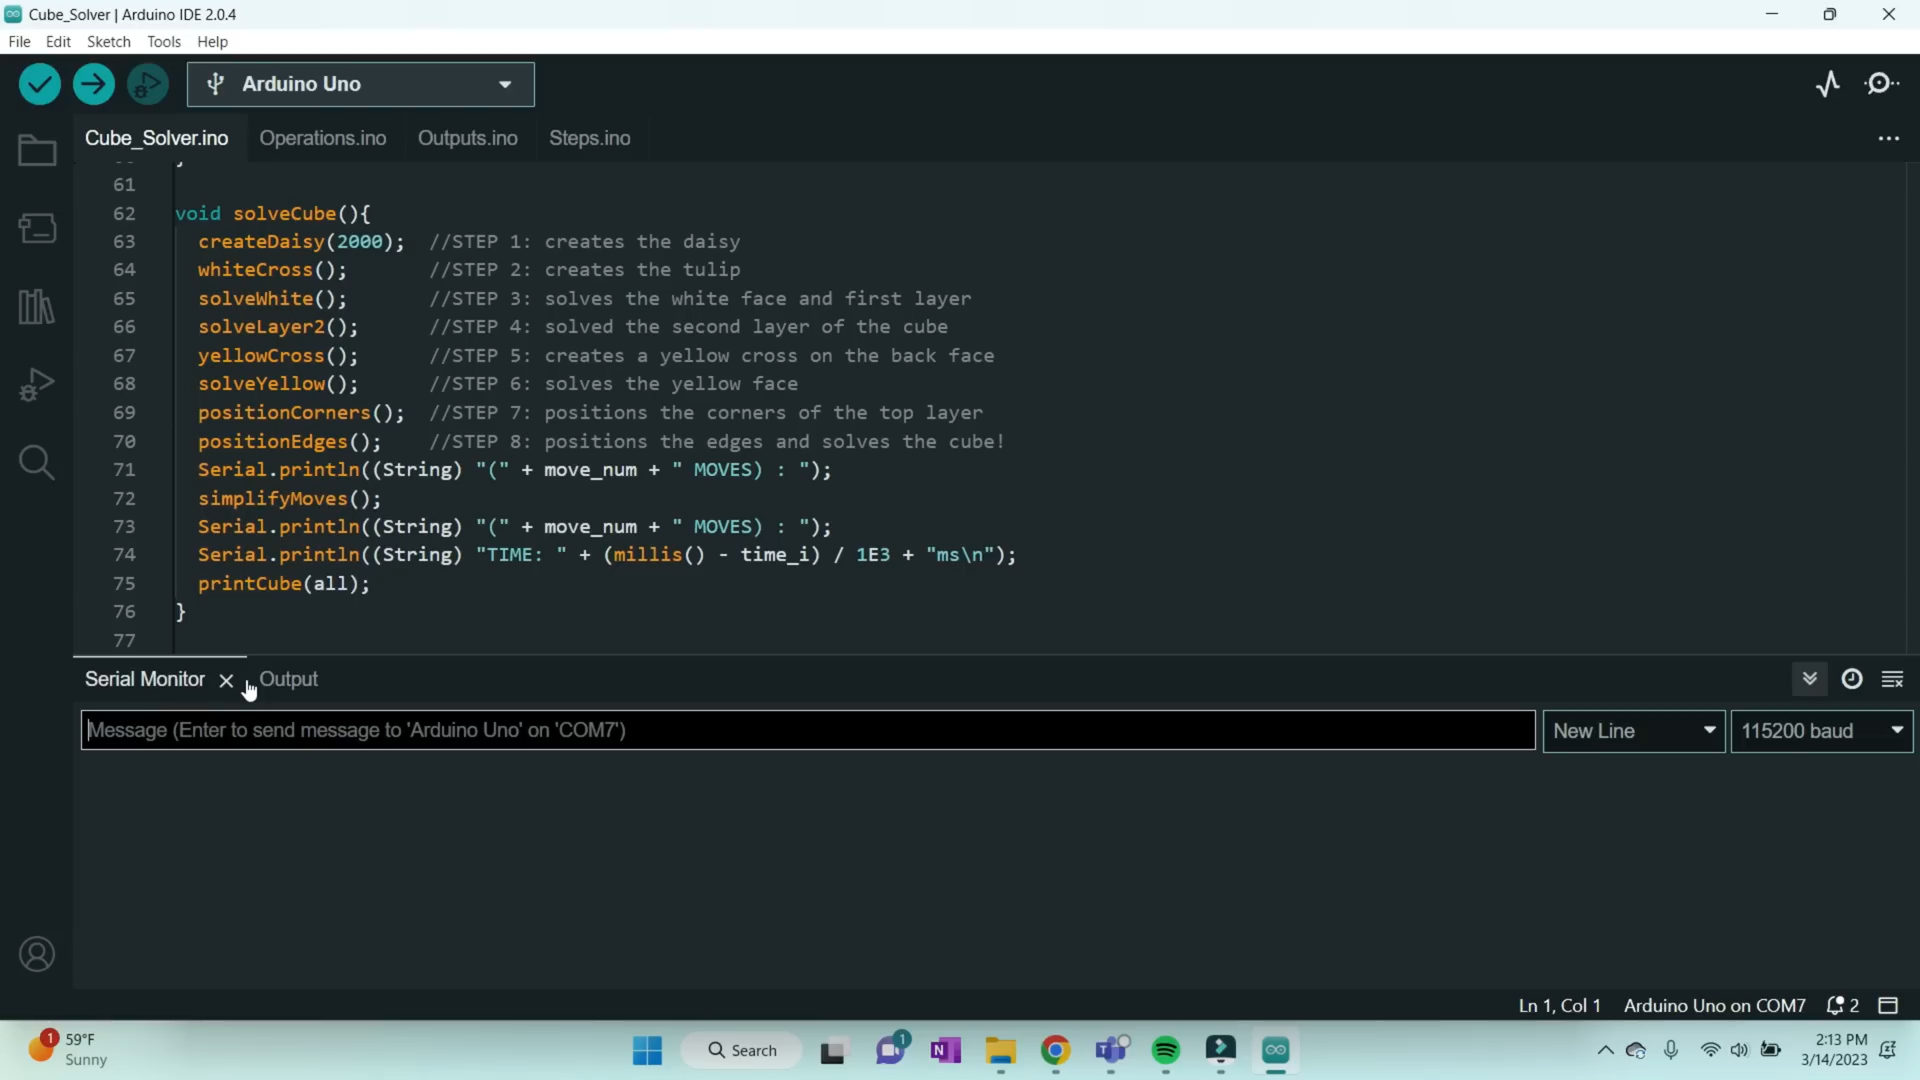 Cube_Solver | Arduino IDE 2.0.4
File Edit Sketch Tools Help
Arduino Uno
Cube_Solver.ino Operations.ino Outputs.ino Steps.ino
61
62 void solveCube(){
63 createDaisy(2000); //STEP 1: creates the daisy
64 whiteCross(); //STEP 2: creates the tulip
65 solveWhite(); //STEP 3: solves the white face and first layer
66 solveLayer2(); //STEP 4: solved the second layer of the cube
67 yellowCross(); //STEP 5: creates a yellow cross on the back face
68 solveYellow(); //STEP 6: solves the yellow face
69 positionCorners(); //STEP 7: positions the corners of the top layer
70 positionEdges(); //STEP 8: positions the edges and solves the cube!
71 Serial.println((String) "(" + move_num + " MOVES) : ");
72 simplifyMoves();
73 Serial.println((String) "(" + move_num + " MOVES) : ");
74 Serial.println((String) "TIME: " + (millis() - time_i) / 1E3 + "ms\n");
75 printCube(all);
76 }
77
Serial Monitor Output
Message (Enter to send message to 'Arduino Uno' on 'COM7') New Line 115200 baud
Ln 1, Col 1 Arduino Uno on COM7 2
1 59°F
Sunny
Search
1
N
2:13 PM
3/14/2023